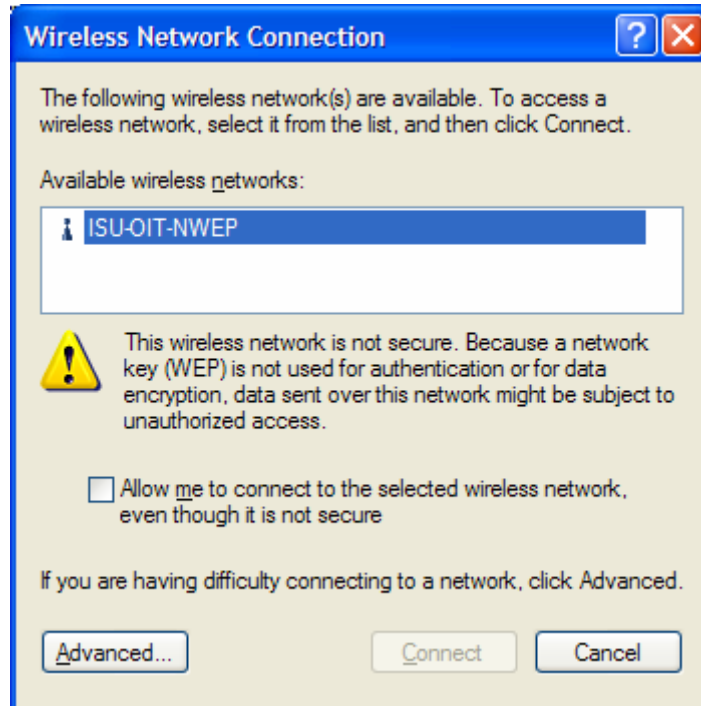 Wireless Network Connection
The following wireless network(s) are available. To access a
wireless network, select it from the list, and then click Connect.
Available wireless networks:
ISU-OIT-NWEP
This wireless network is not secure. Because a network
key (WEP) is not used for authentication or for data
encryption, data sent over this network might be subject to
unauthorized access.
Allow me to connect to the selected wireless network,
even though it is not secure
If you are having difficulty connecting to a network, click Advanced.
Advanced...
Connect
Cancel